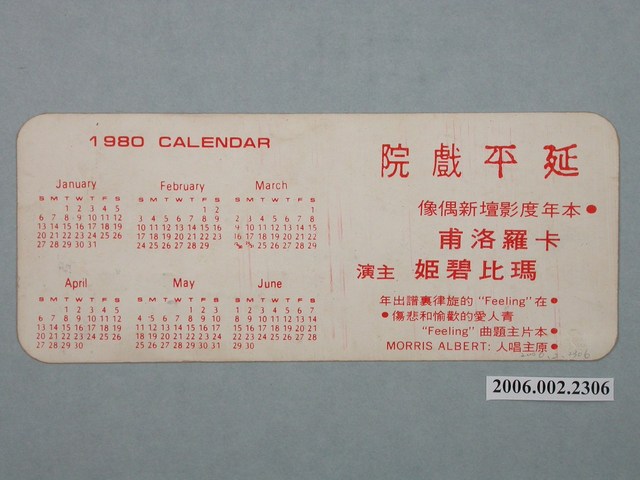 1980 CALENDAR
January
S M T W T F S
1 2 3 4 5
6 7 8 9 10 11 12
13 14 15 16 17 18 19
20 21 22 23 24 25 26
27 28 29 30 31
February
S M T W T F S
1 2
3 4 5 6 7 8 9
10 11 12 13 14 15 16
17 18 19 20 21 22 23
24 25 26 27 28 29
March
S M T W T F S
1
2 3 4 5 6 7 8
9 10 11 12 13 14 15
16 17 18 19 20 21 22
23/30 24/31 25 26 27 28 29
April
S M T W T F S
1 2 3 4 5
6 7 8 9 10 11 12
13 14 15 16 17 18 19
20 21 22 23 24 25 26
27 28 29 30
May
S M T W T F S
1 2 3
4 5 6 7 8 9 10
11 12 13 14 15 16 17
18 19 20 21 22 23 24
25 26 27 28 29 30 31
June
S M T W T F S
1 2 3 4 5 6 7
8 9 10 11 12 13 14
15 16 17 18 19 20 21
22 23 24 25 26 27 28
29 30
延平戲院
●本年度影壇新偶像
卡羅洛甫
瑪比碧姬 主演
●在"Feeling"的旋律裏譜出年
青人愛的歡愉和悲傷●
●本片主題曲"Feeling"
●原主唱人:MORRIS ALBERT
2006.002.2306